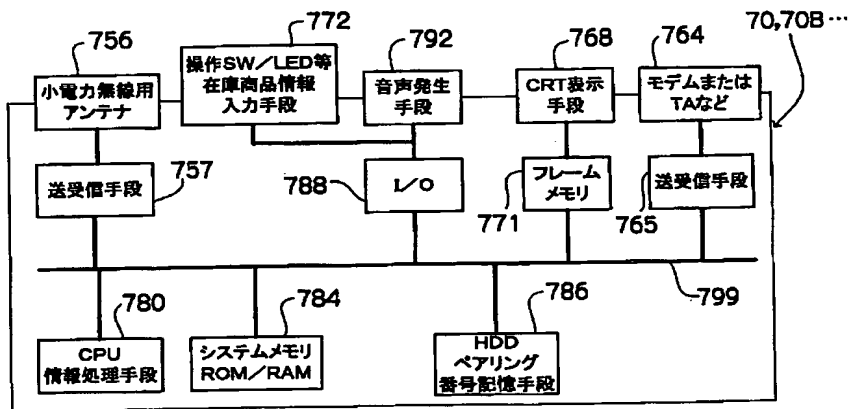 756
772
792
768
764
70,70B…
小電力無線用
アンテナ
操作SW/LED等
在庫商品情報
入力手段
音声発生
手段
CRT表示
手段
モデムまたは
TAなど
送受信手段
757
788
I/O
771
フレーム
メモリ
765
送受信手段
799
780
784
786
CPU
情報処理手段
システムメモリ
ROM/RAM
HDD
ペアリング
番号記憶手段